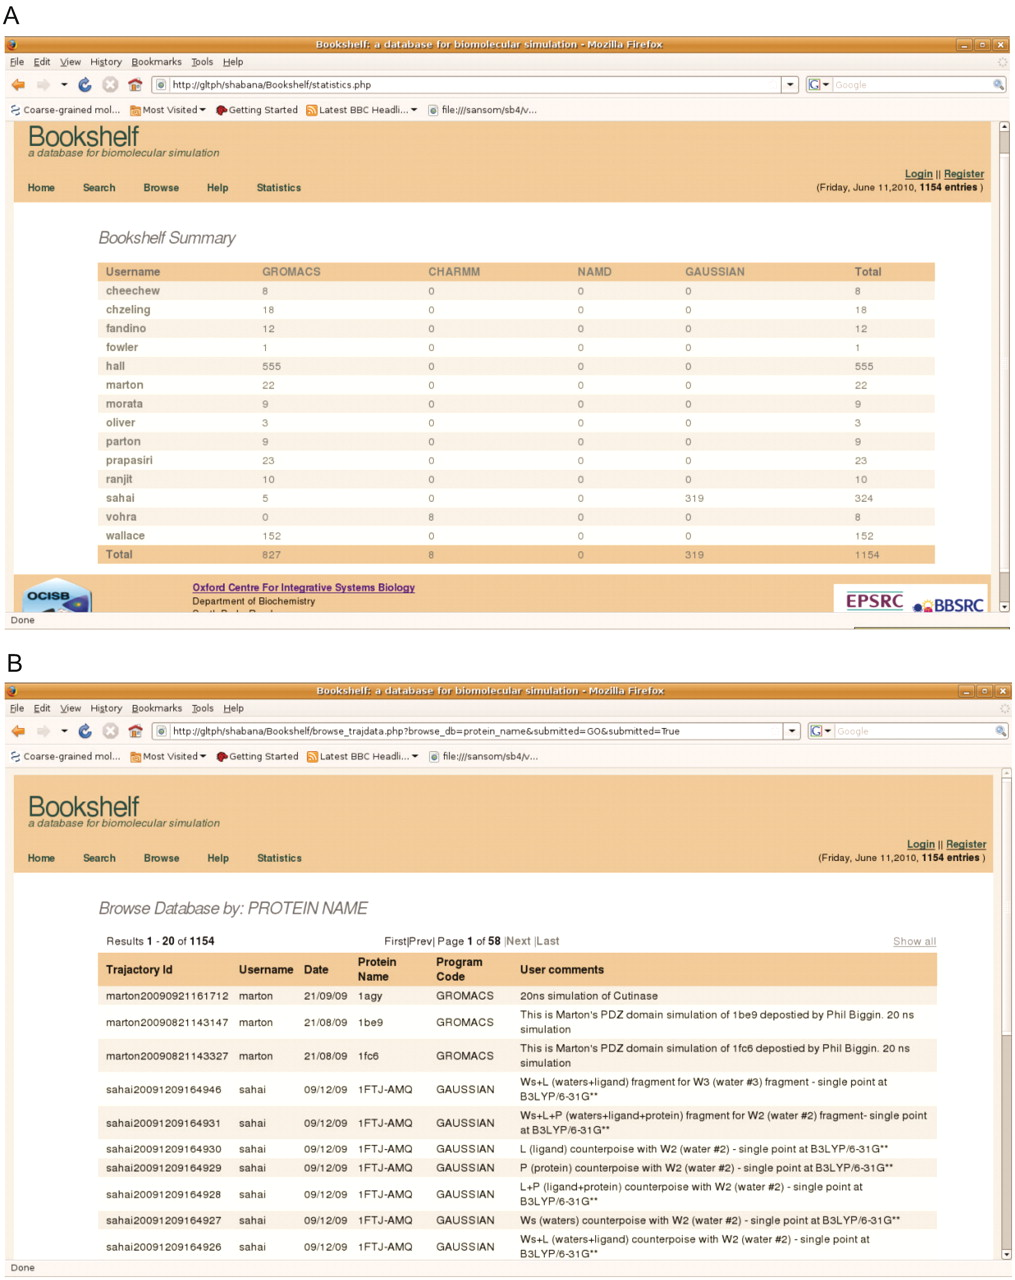 A
Bookshelf: a database for biomolecular simulation - Mozilla Firefox
File Edit View History Bookmarks Tools Help
http://gltph/shabana/Bookshelf/statistics.php
Google
Coarse-grained mol... Most Visited Getting Started Latest BBC Headli... file:///sansom/sb4/v...
Bookshelf
a database for biomolecular simulation
Login || Register
Home Search Browse Help Statistics (Friday, June 11,2010, 1154 entries )
Bookshelf Summary
Username GROMACS CHARMM NAMD GAUSSIAN Total
cheechew 8 0 0 0 8
chzeling 18 0 0 0 18
fandino 12 0 0 0 12
fowler 1 0 0 0 1
hall 555 0 0 0 555
marton 22 0 0 0 22
morata 9 0 0 0 9
oliver 3 0 0 0 3
parton 9 0 0 0 9
prapasiri 23 0 0 0 23
ranjit 10 0 0 0 10
sahai 5 0 0 319 324
vohra 0 8 0 0 8
wallace 152 0 0 0 152
Total 827 8 0 319 1154
OCISB
Oxford Centre For Integrative Systems Biology
Department of Biochemistry
EPSRC BBSRC
Done
B
Bookshelf: a database for biomolecular simulation - Mozilla Firefox
File Edit View History Bookmarks Tools Help
http://gltph/shabana/Bookshelf/browse_trajdata.php?browse_db=protein_name&submitted=GO&submitted=True
Google
Coarse-grained mol... Most Visited Getting Started Latest BBC Headli... file:///sansom/sb4/v...
Bookshelf
a database for biomolecular simulation
Login || Register
Home Search Browse Help Statistics (Friday, June 11,2010, 1154 entries )
Browse Database by: PROTEIN NAME
Results 1 - 20 of 1154 First|Prev| Page 1 of 58 |Next |Last Show all
Trajactory Id Username Date Protein Name Program Code User comments
marton20090921161712 marton 21/09/09 1agy GROMACS 20ns simulation of Cutinase
marton20090821143147 marton 21/08/09 1be9 GROMACS This is Marton's PDZ domain simulation of 1be9 depostied by Phil Biggin. 20 ns
simulation
marton20090821143327 marton 21/08/09 1fc6 GROMACS This is Marton's PDZ domain simulation of 1fc6 depostied by Phil Biggin. 20 ns
simulation
sahai20091209164946 sahai 09/12/09 1FTJ-AMQ GAUSSIAN Ws+L (waters+ligand) fragment for W3 (water #3) fragment - single point at
B3LYP/6-31G**
sahai20091209164931 sahai 09/12/09 1FTJ-AMQ GAUSSIAN Ws+L+P (waters+ligand+protein) fragment for W2 (water #2) fragment- single point
at B3LYP/6-31G**
sahai20091209164930 sahai 09/12/09 1FTJ-AMQ GAUSSIAN L (ligand) counterpoise with W2 (water #2) - single point at B3LYP/6-31G**
sahai20091209164929 sahai 09/12/09 1FTJ-AMQ GAUSSIAN P (protein) counterpoise with W2 (water #2) - single point at B3LYP/6-31G**
sahai20091209164928 sahai 09/12/09 1FTJ-AMQ GAUSSIAN L+P (ligand+protein) counterpoise with W2 (water #2) - single point at
B3LYP/6-31G**
sahai20091209164927 sahai 09/12/09 1FTJ-AMQ GAUSSIAN Ws (waters) counterpoise with W2 (water #2) - single point at B3LYP/6-31G**
sahai20091209164926 sahai 09/12/09 1FTJ-AMQ GAUSSIAN Ws+L (waters+ligand) counterpoise with W2 (water #2) - single point at
B3LYP/6-31G**
Done